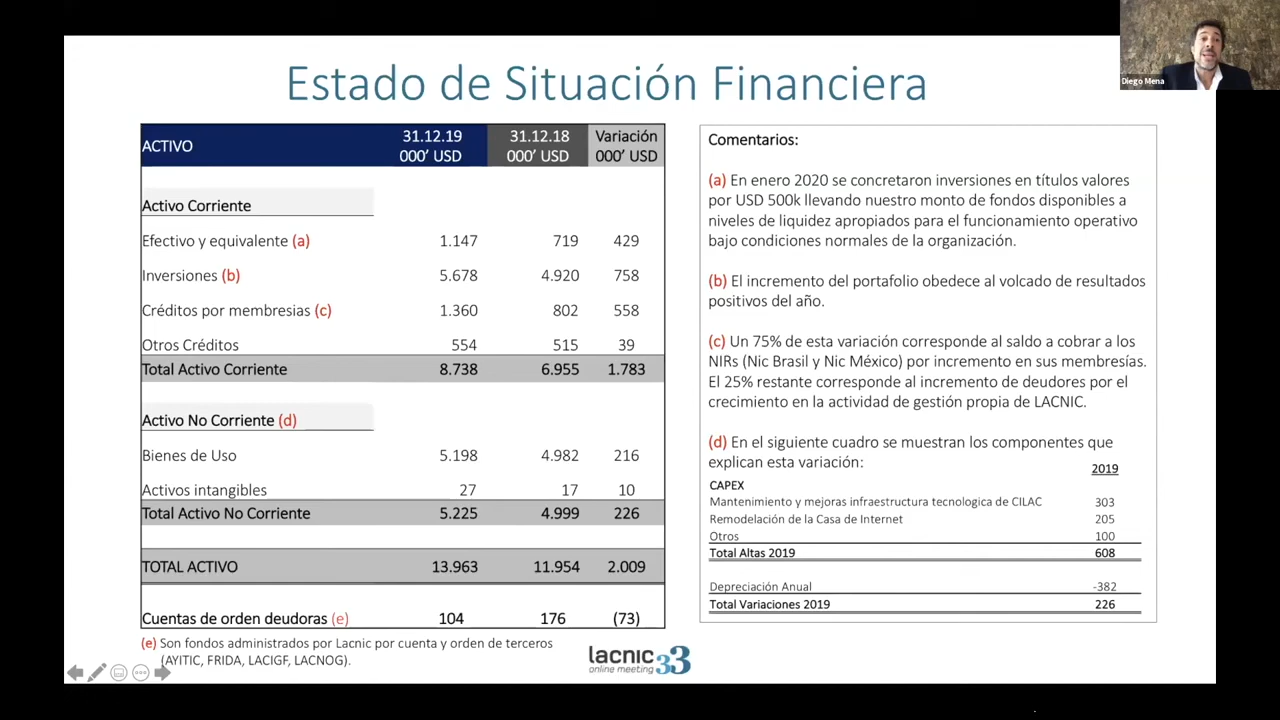 Estado de Situación Financiera
Diego Mena
ACTIVO 31.12.19 000’ USD 31.12.18 000’ USD Variación 000’ USD
Activo Corriente
Efectivo y equivalente (a) 1.147 719 429
Inversiones (b) 5.678 4.920 758
Créditos por membresias (c) 1.360 802 558
Otros Créditos 554 515 39
Total Activo Corriente 8.738 6.955 1.783
Activo No Corriente (d)
Bienes de Uso 5.198 4.982 216
Activos intangibles 27 17 10
Total Activo No Corriente 5.225 4.999 226
TOTAL ACTIVO 13.963 11.954 2.009
Cuentas de orden deudoras (e) 104 176 (73)
(e) Son fondos administrados por Lacnic por cuenta y orden de terceros
(AYITIC, FRIDA, LACIGF, LACNOG).
Comentarios:
(a) En enero 2020 se concretaron inversiones en títulos valores
por USD 500k llevando nuestro monto de fondos disponibles a
niveles de liquidez apropiados para el funcionamiento operativo
bajo condiciones normales de la organización.
(b) El incremento del portafolio obedece al volcado de resultados
positivos del año.
(c) Un 75% de esta variación corresponde al saldo a cobrar a los
NIRs (Nic Brasil y Nic México) por incremento en sus membresías.
El 25% restante corresponde al incremento de deudores por el
crecimiento en la actividad de gestión propia de LACNIC.
(d) En el siguiente cuadro se muestran los componentes que
explican esta variación:
2019
CAPEX
Mantenimiento y mejoras infraestructura tecnologica de CILAC 303
Remodelación de la Casa de Internet 205
Otros 100
Total Altas 2019 608
Depreciación Anual -382
Total Variaciones 2019 226
lacnic 33
online meeting